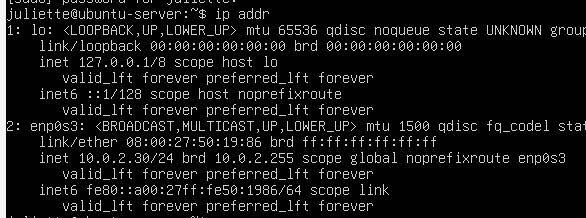 juliette@ubuntu-server:~$ ip addr
1: lo: <LOOPBACK,UP,LOWER_UP> mtu 65536 qdisc noqueue state UNKNOWN group
link/loopback 00:00:00:00:00:00 brd 00:00:00:00:00:00
inet 127.0.0.1/8 scope host lo
valid_lft forever preferred_lft forever
inet6 ::1/128 scope host noprefixroute
valid_lft forever preferred_lft forever
2: enp0s3: <BROADCAST,MULTICAST,UP,LOWER_UP> mtu 1500 qdisc fq_codel stat
link/ether 08:00:27:50:19:86 brd ff:ff:ff:ff:ff:ff
inet 10.0.2.30/24 brd 10.0.2.255 scope global noprefixroute enp0s3
valid_lft forever preferred_lft forever
inet6 fe80::a00:27ff:fe50:1986/64 scope link
valid_lft forever preferred_lft forever